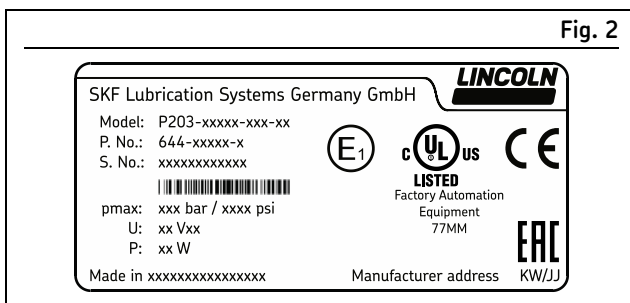 Fig. 2
LINCOLN
SKF Lubrication Systems Germany GmbH
Model: P203-xxxxx-xxx-xx
P. No.: 644-xxxxx-x
S. No.: xxxxxxxxxxxx
E1
c UL us
CE
LISTED
Factory Automation
Equipment
77MM
pmax: xxx bar / xxxx psi
U: xx Vxx
P: xx W
EAC
Made in xxxxxxxxxxxxxxxx Manufacturer address KW/JJ